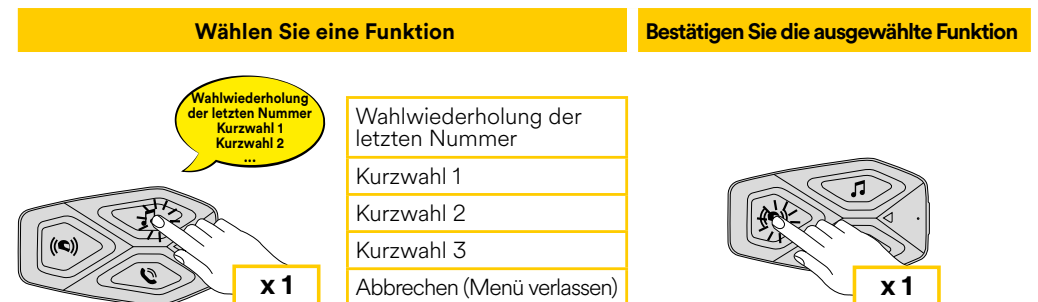 Wählen Sie eine Funktion
Bestätigen Sie die ausgewählte Funktion
Wahlwiederholung
der letzten Nummer
Kurzwahl 1
Kurzwahl 2
...
Wahlwiederholung der
letzten Nummer
Kurzwahl 1
Kurzwahl 2
Kurzwahl 3
Abbrechen (Menü verlassen)
x 1
x 1